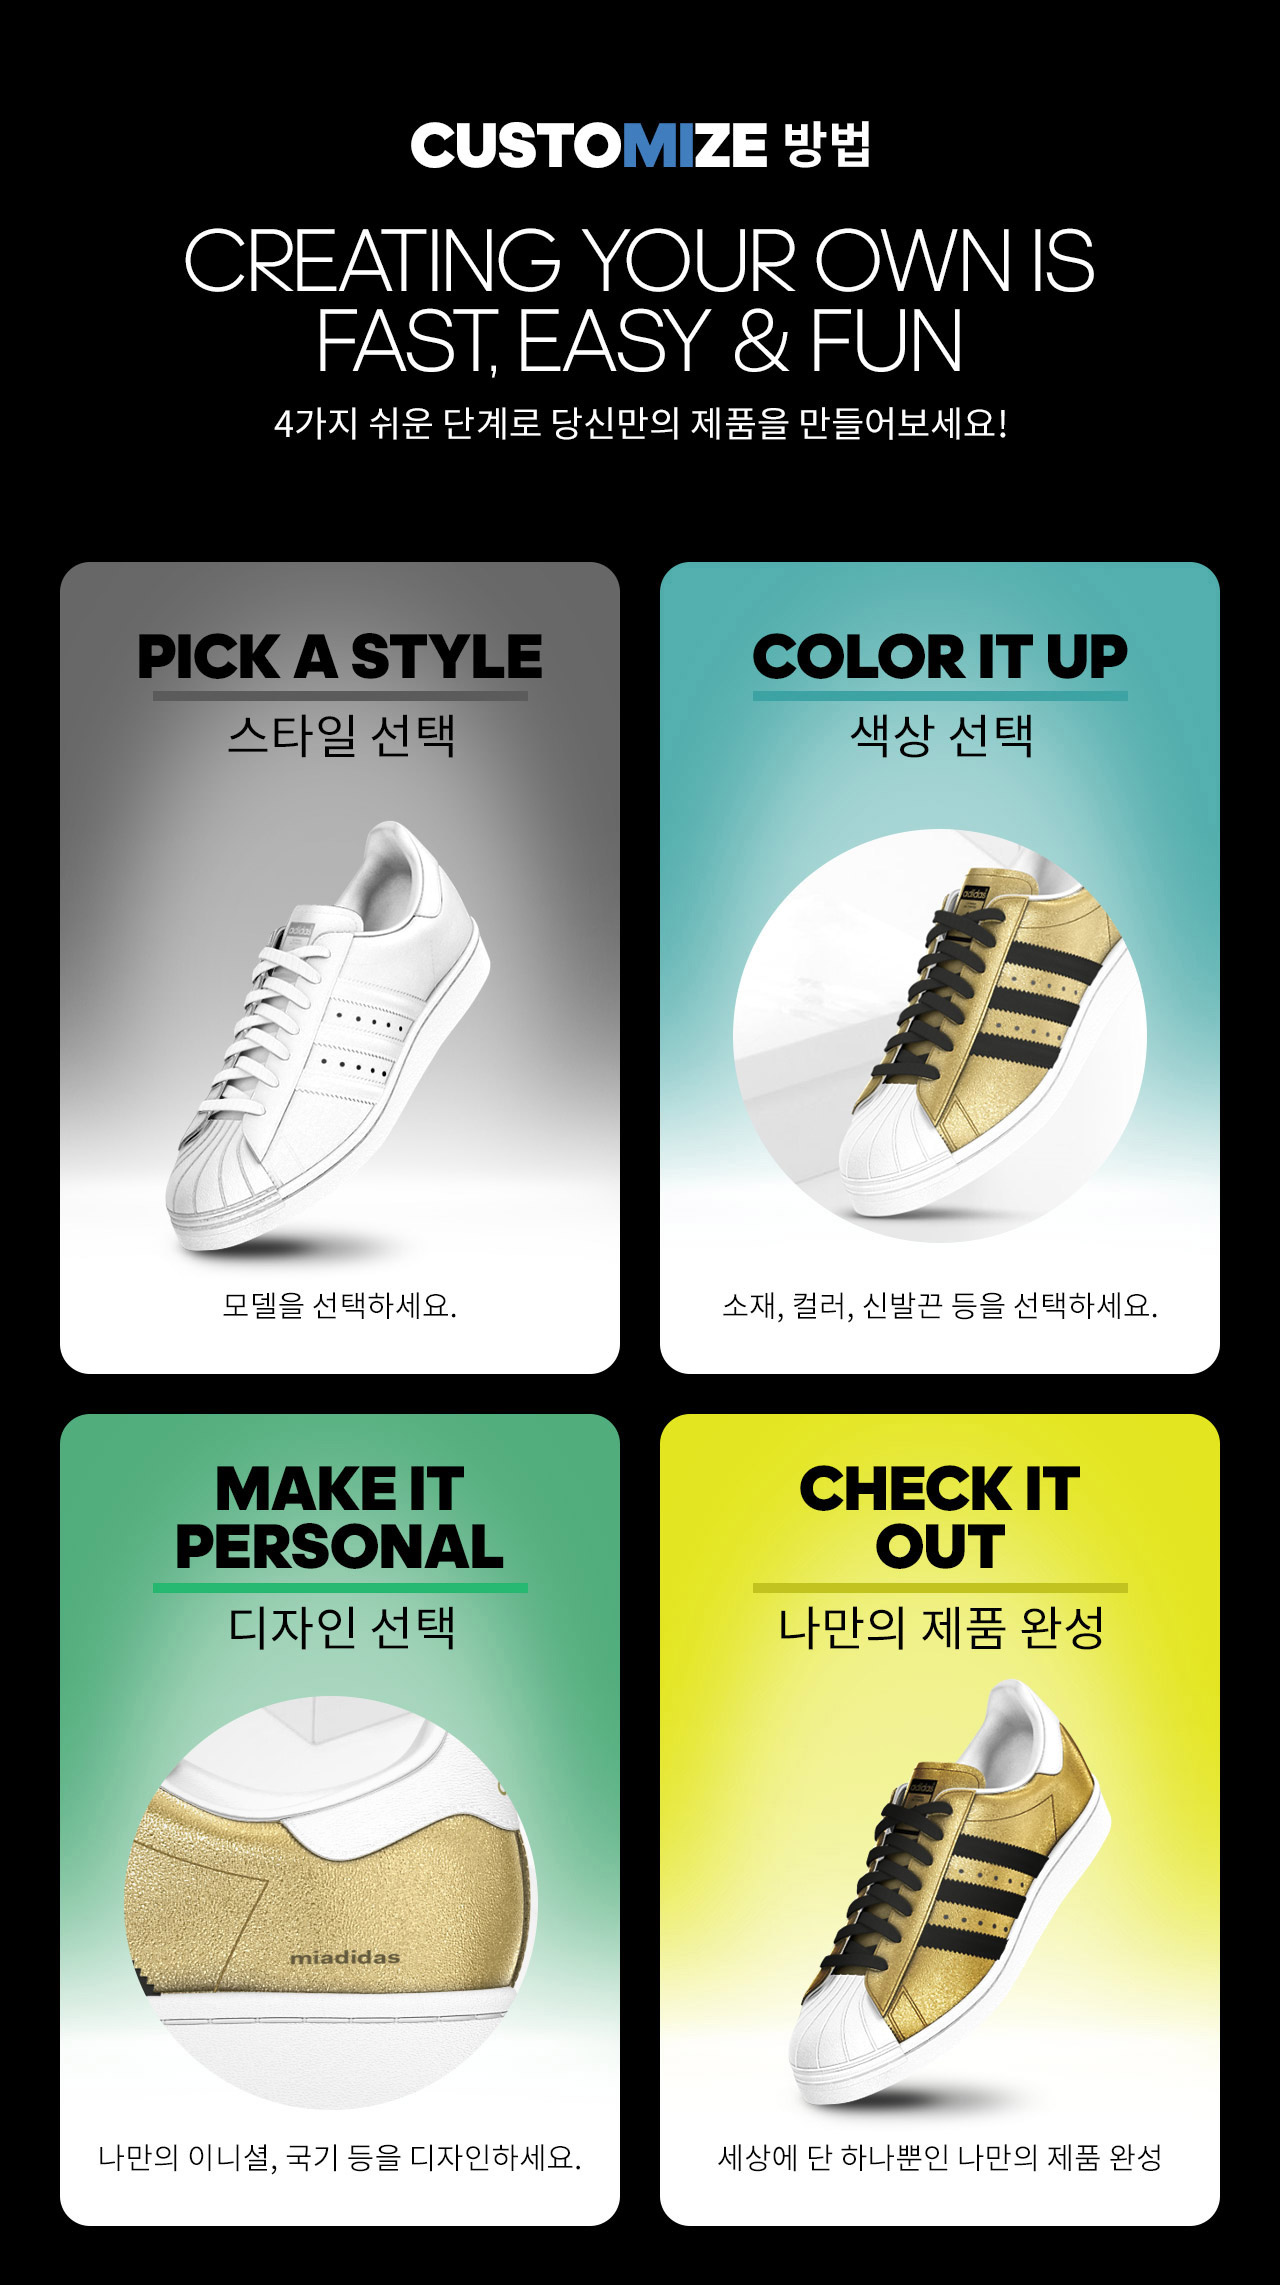 CUSTOMIZE 방법
CREATING YOUR OWN IS
FAST, EASY & FUN
4가지 쉬운 단계로 당신만의 제품을 만들어보세요!
PICK A STYLE
스타일 선택
adidas
모델을 선택하세요.
COLOR IT UP
색상 선택
adidas
소재, 컬러, 신발끈 등을 선택하세요.
MAKE IT
PERSONAL
디자인 선택
miadidas
나만의 이니셜, 국기 등을 디자인하세요.
CHECK IT
OUT
나만의 제품 완성
adidas
세상에 단 하나뿐인 나만의 제품 완성